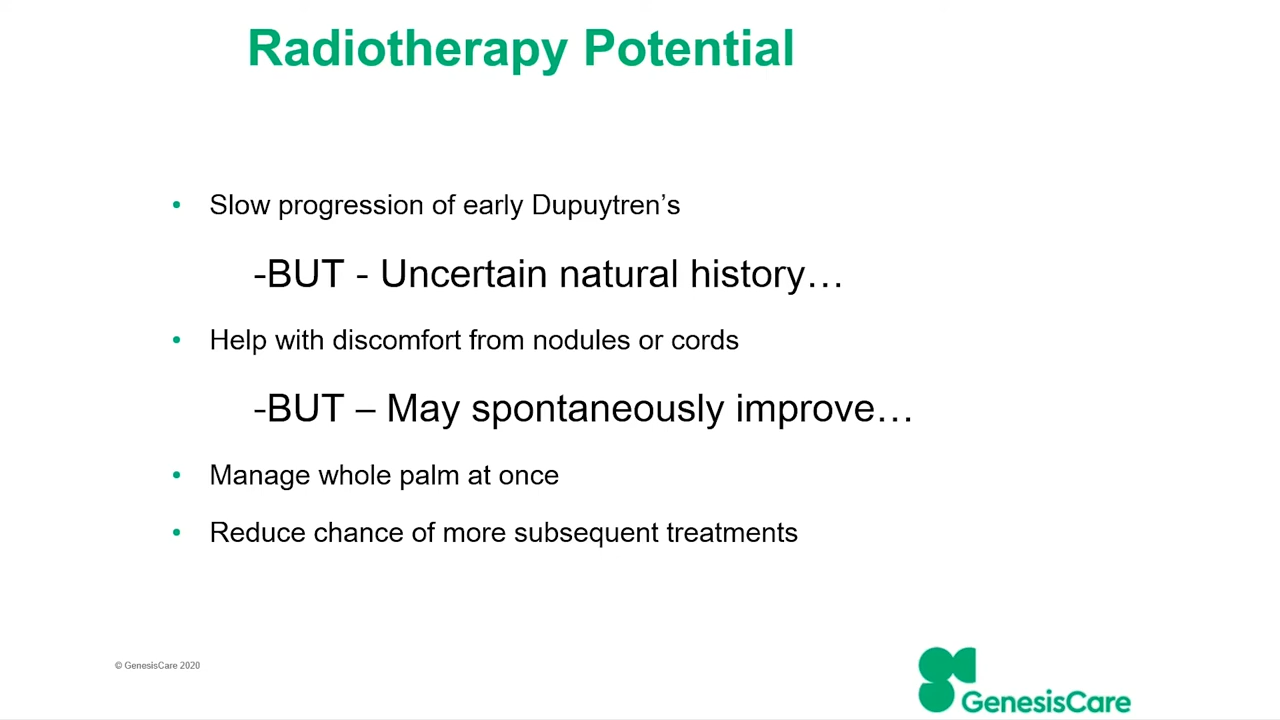 Radiotherapy Potential
• Slow progression of early Dupuytren’s
-BUT - Uncertain natural history…
• Help with discomfort from nodules or cords
-BUT – May spontaneously improve…
• Manage whole palm at once
• Reduce chance of more subsequent treatments
© GenesisCare 2020
GenesisCare